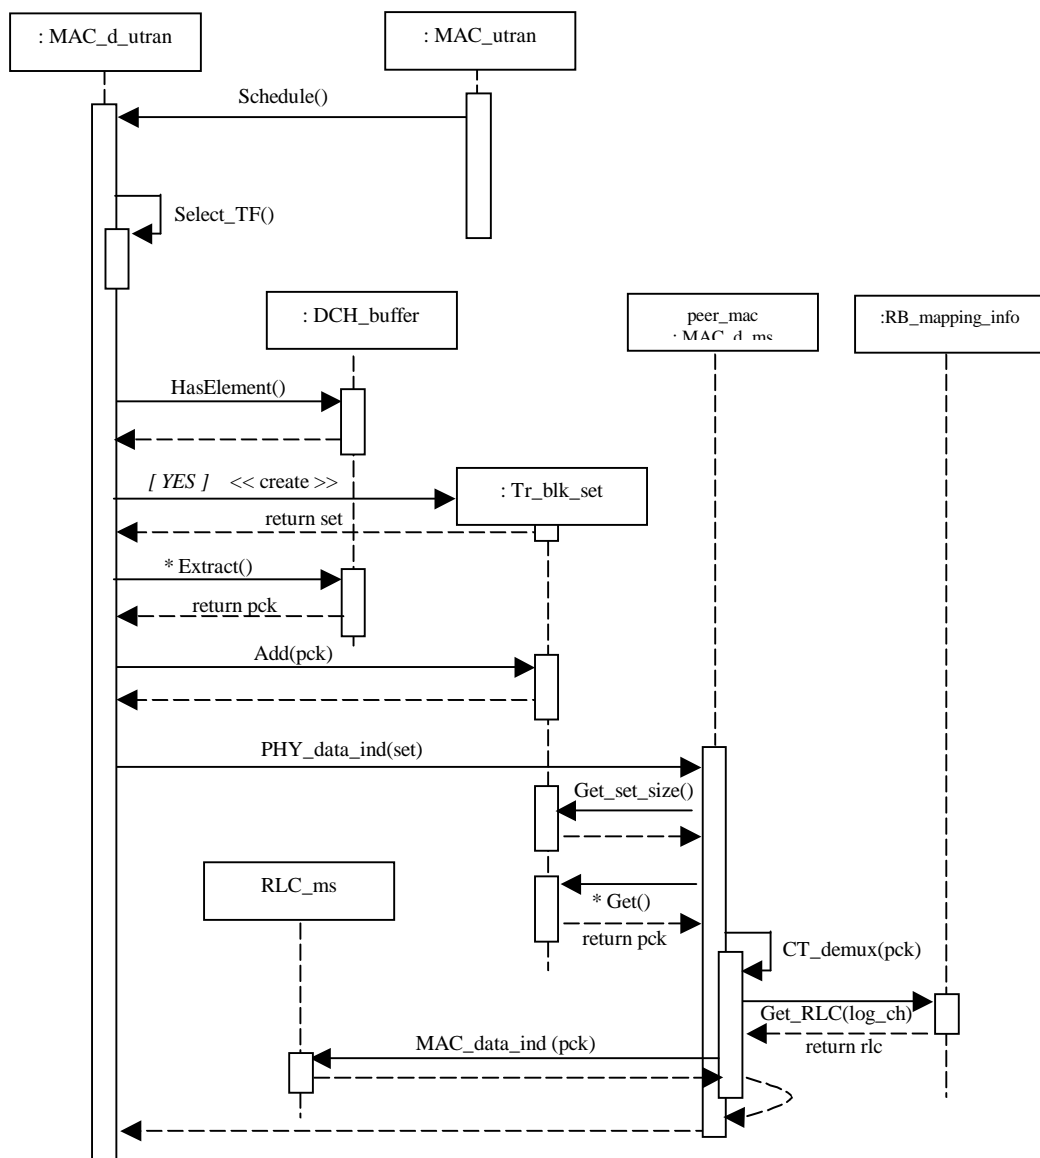 : MAC_d_utran
: MAC_utran
Schedule()
Select_TF()
: DCH_buffer
peer_mac
: MAC_d_ms
:RB_mapping_info
HasElement()
[ YES ] << create >>
: Tr_blk_set
return set
* Extract()
return pck
Add(pck)
PHY_data_ind(set)
Get_set_size()
RLC_ms
* Get()
return pck
CT_demux(pck)
Get_RLC(log_ch)
return rlc
MAC_data_ind (pck)